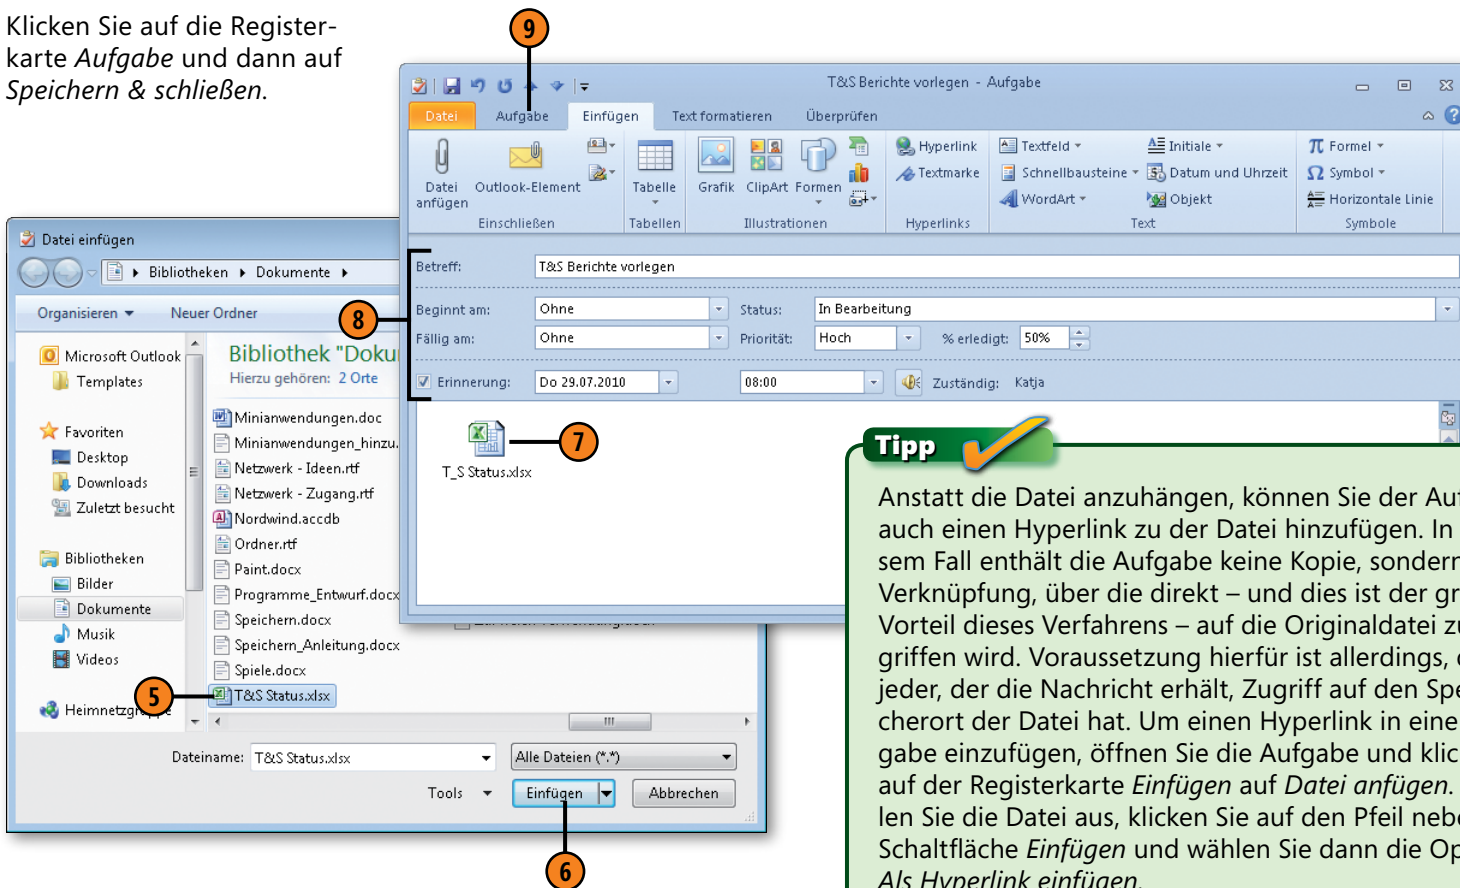 Klicken Sie auf die Register-
karte Aufgabe und dann auf
Speichern & schließen.
9
T&S Berichte vorlegen - Aufgabe
Datei Aufgabe Einfügen Text formatieren Überprüfen
Datei anfügen
Outlook-Element
Einschließen
Tabelle
Tabellen
Grafik ClipArt Formen
Illustrationen
Hyperlink
Textmarke
Hyperlinks
Textfeld
Schnellbausteine
WordArt
Initiale
Datum und Uhrzeit
Objekt
Text
Formel
Symbol
Horizontale Linie
Symbole
8
Betreff: T&S Berichte vorlegen
Beginnt am: Ohne Status: In Bearbeitung
Fällig am: Ohne Priorität: Hoch % erledigt: 50%
Erinnerung: Do 29.07.2010 08:00 Zuständig: Katja
7
T_S Status.xlsx
Datei einfügen
Bibliotheken Dokumente
Organisieren Neuer Ordner
Microsoft Outlook
Templates
Favoriten
Desktop
Downloads
Zuletzt besucht
Bibliotheken
Bilder
Dokumente
Musik
Videos
Bibliothek "Doku
Hierzu gehören: 2 Orte
Minianwendungen.doc
Minianwendungen_hinzu.
Netzwerk - Ideen.rtf
Netzwerk - Zugang.rtf
Nordwind.accdb
Ordner.rtf
Paint.docx
Programme_Entwurf.docx
Speichern.docx
Speichern_Anleitung.docx
Spiele.docx
5
T&S Status.xlsx
Dateiname: T&S Status.xlsx Alle Dateien (*.*)
Tools Einfügen Abbrechen
6
Tipp
Anstatt die Datei anzuhängen, können Sie der Auf
auch einen Hyperlink zu der Datei hinzufügen. In
sem Fall enthält die Aufgabe keine Kopie, sondern
Verknüpfung, über die direkt – und dies ist der gr
Vorteil dieses Verfahrens – auf die Originaldatei zu
griffen wird. Voraussetzung hierfür ist allerdings,
jeder, der die Nachricht erhält, Zugriff auf den Spe
cherort der Datei hat. Um einen Hyperlink in eine
gabe einzufügen, öffnen Sie die Aufgabe und klic
auf der Registerkarte Einfügen auf Datei anfügen.
len Sie die Datei aus, klicken Sie auf den Pfeil nebe
Schaltfläche Einfügen und wählen Sie dann die Op
Als Hyperlink einfügen.